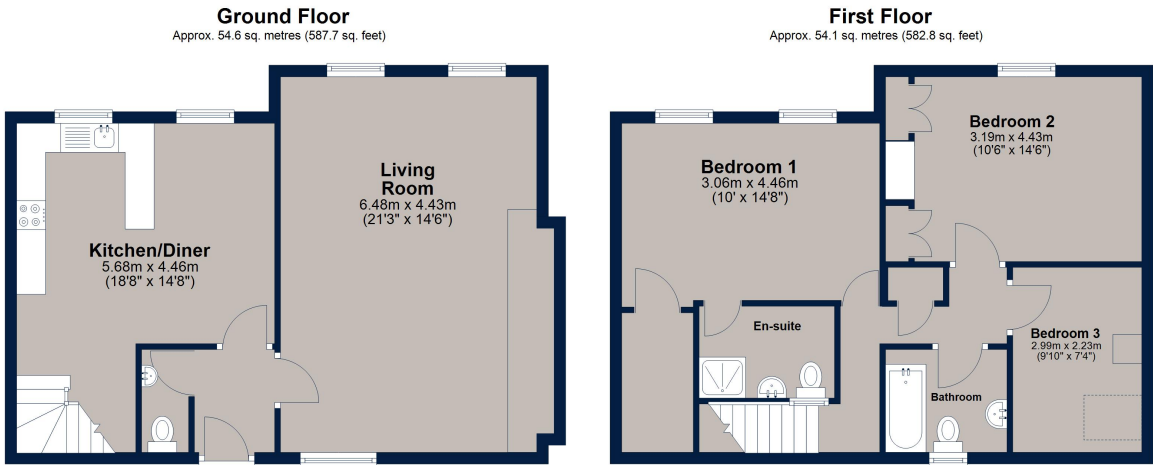 Ground Floor
Approx. 54.6 sq. metres (587.7 sq. feet)
Living
Room
6.48m x 4.43m
(21'3" x 14'6")
Kitchen/Diner
5.68m x 4.46m
(18'8" x 14'8")
First Floor
Approx. 54.1 sq. metres (582.8 sq. feet)
Bedroom 2
3.19m x 4.43m
(10'6" x 14'6")
Bedroom 1
3.06m x 4.46m
(10' x 14'8")
En-suite
Bedroom 3
2.99m x 2.23m
(9'10" x 7'4")
Bathroom